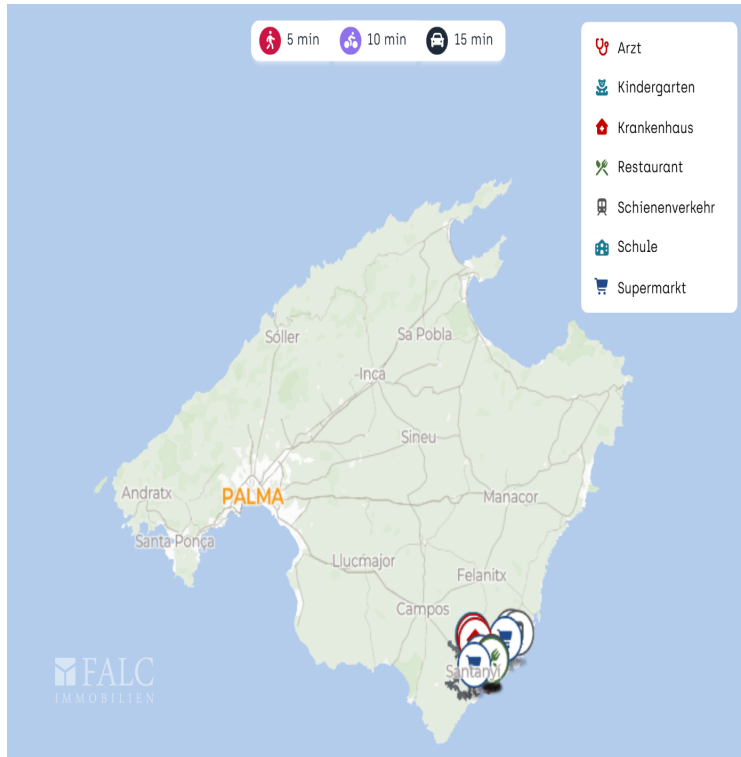 5 min
10 min
15 min
Arzt
Kindergarten
Krankenhaus
Restaurant
Schienenverkehr
Schule
Supermarkt
Sóller
Sa Pobla
Inca
Sineu
Andratx
PALMA
Manacor
Santa Ponça
Llucmajor
Felanitx
Campos
Santanyí
FALC
IMMOBILIEN